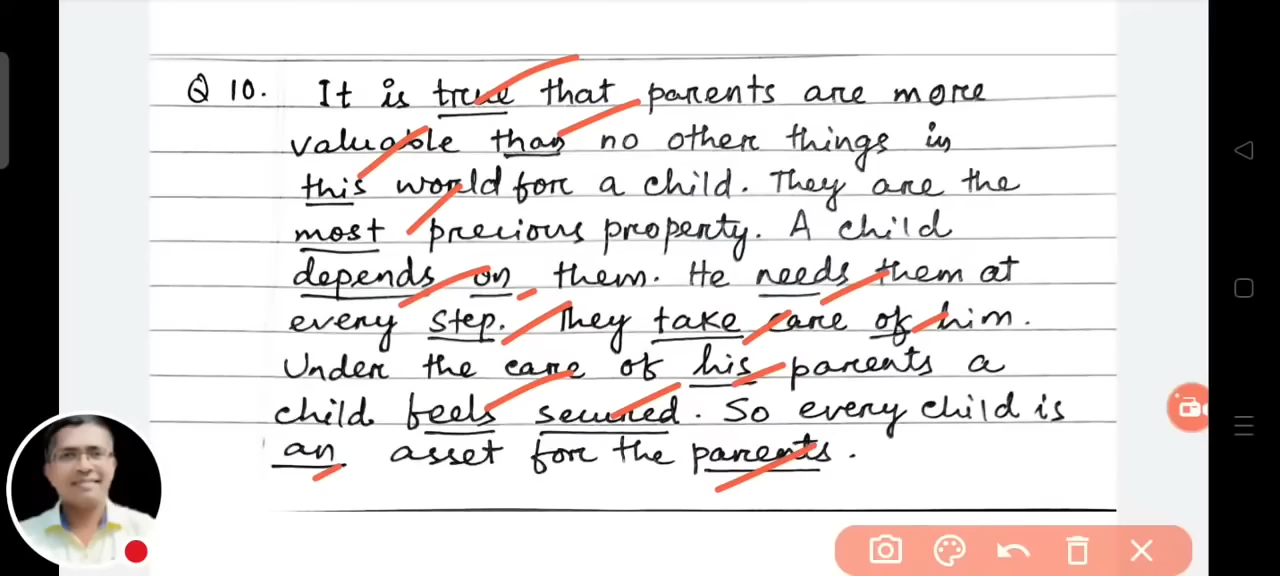 Q 10. It is true that parents are more
valuable than no other things in
this world for a child. They are the
most precious property. A child
depends on them. He needs them at
every step. They take care of him.
Under the care of his parents a
child feels secured. So every child is
an asset for the parents.